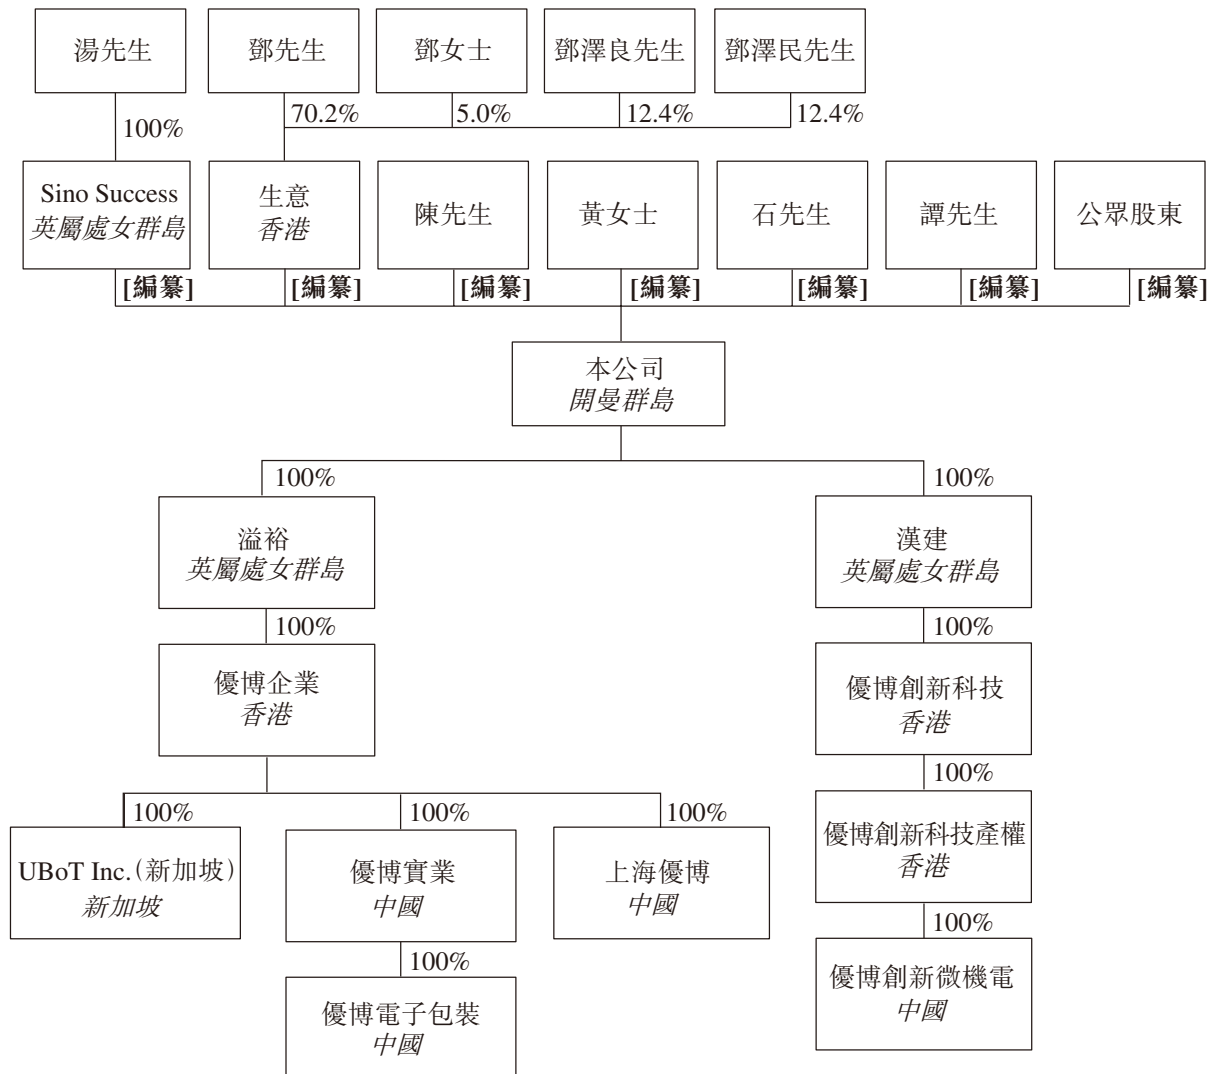 湯先生
鄧先生
鄧女士
鄧澤良先生
鄧澤民先生
70.2%
5.0%
12.4%
12.4%
100%
Sino Success
英屬處女群島
生意
香港
陳先生
黃女士
石先生
譚先生
公眾股東
[編纂]
[編纂]
[編纂]
[編纂]
[編纂]
[編纂]
[編纂]
本公司
開曼群島
100%
100%
溢裕
英屬處女群島
漢建
英屬處女群島
100%
100%
優博企業
香港
優博創新科技
香港
100%
100%
100%
100%
UBoT Inc.(新加坡)
新加坡
優博實業
中國
上海優博
中國
優博創新科技產權
香港
100%
100%
優博電子包裝
中國
優博創新微機電
中國